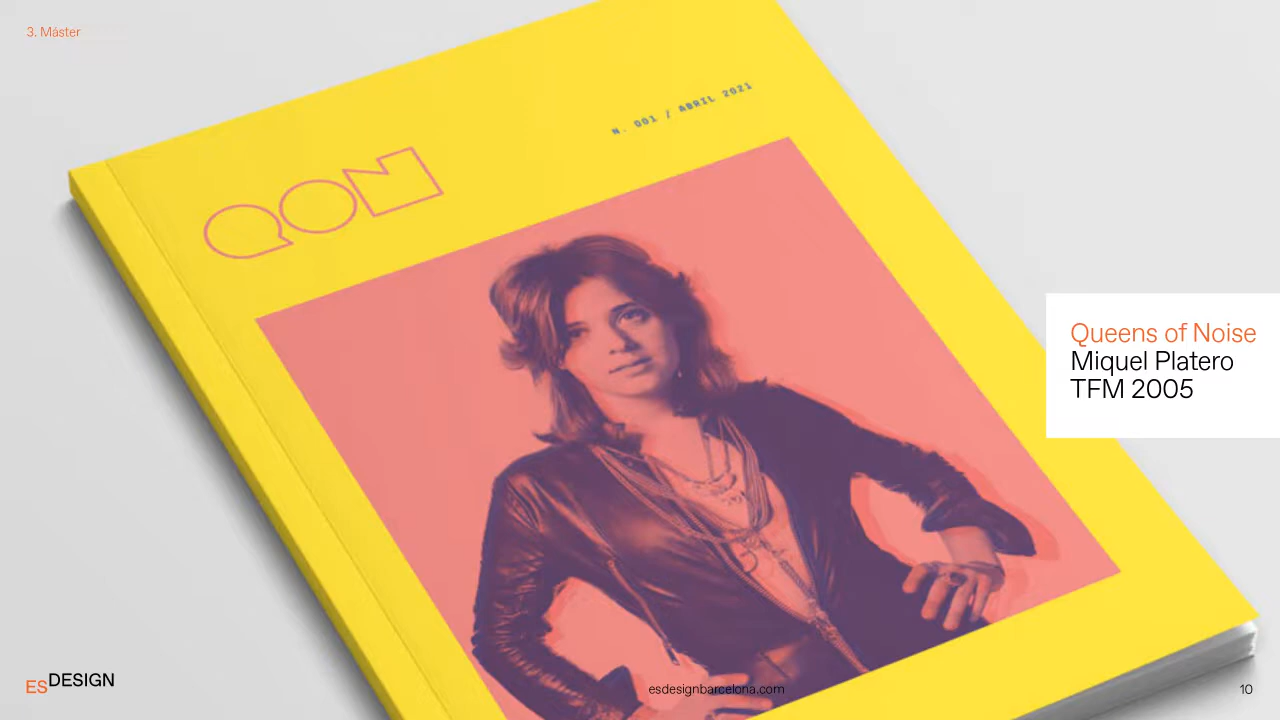 3. Máster
N. 001 / ABRIL 2021
QON
Queens of Noise
Miquel Platero
TFM 2005
ESDESIGN
esdesignbarcelona.com
10